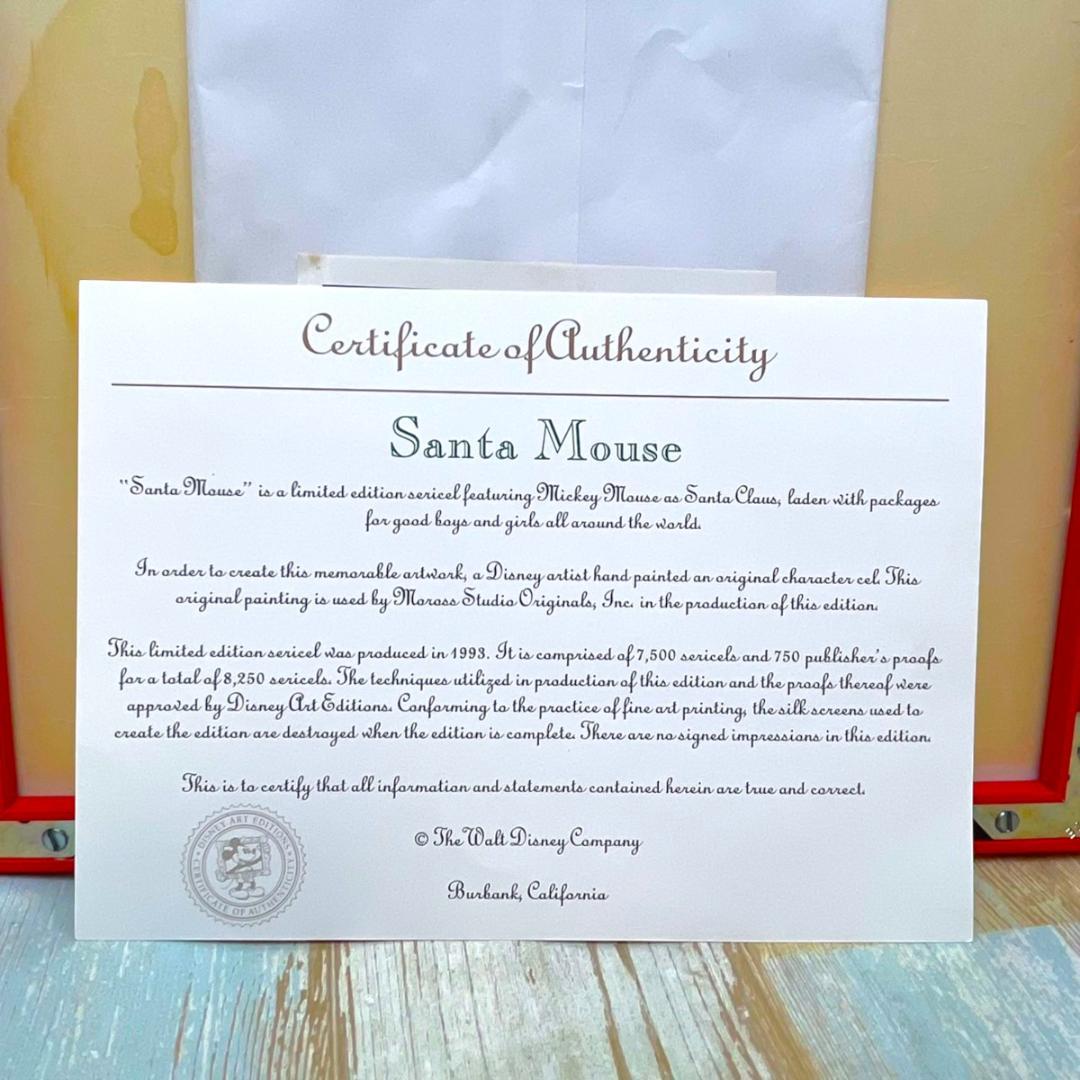 Certificate of Authenticity
Santa Mouse
“Santa Mouse” is a limited edition sericel featuring Mickey Mouse as Santa Claus, laden with packages
for good boys and girls all around the world.
In order to create this memorable artwork, a Disney artist hand painted an original character cel. This
original painting is used by Moross Studio Originals, Inc. in the production of this edition.
This limited edition sericel was produced in 1993. It is comprised of 7,500 sericels and 750 publisher's proofs
for a total of 8,250 sericels. The techniques utilized in production of this edition and the proofs thereof were
approved by Disney Art Editions. Conforming to the practice of fine art printing, the silk screens used to
create the edition are destroyed when the edition is complete. There are no signed impressions in this edition.
This is to certify that all information and statements contained herein are true and correct.
DISNEY ART EDITIONS
CERTIFICATE OF AUTHENTICITY
© The Walt Disney Company
Burbank, California